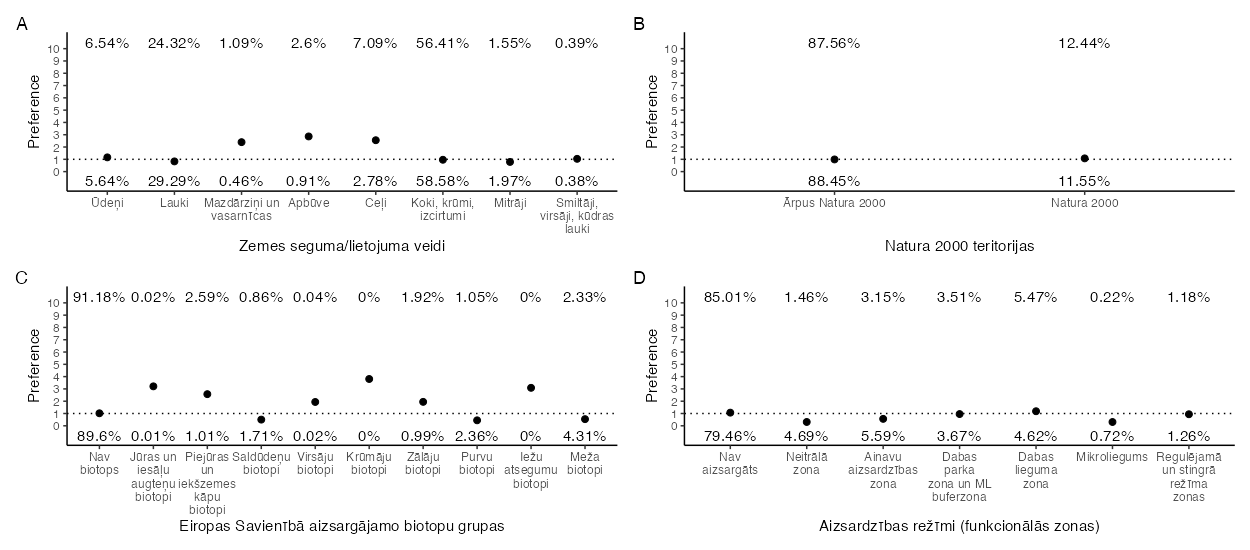 A
6.54% 24.32% 1.09% 2.6% 7.09% 56.41% 1.55% 0.39%
10
9
8
7
6
5
4
3
2
1
0
Preference
5.64% 29.29% 0.46% 0.91% 2.78% 58.58% 1.97% 0.38%
Ūdeņi
Lauki
Mazdārziņi un
vasarnīcas
Apbūve
Ceļi
Koki, krūmi,
izcirtumi
Mitrāji
Smiltāji,
virsāji, kūdras
lauki
Zemes seguma/lietojuma veidi
B
87.56% 12.44%
10
9
8
7
6
5
4
3
2
1
0
Preference
88.45% 11.55%
Ārpus Natura 2000
Natura 2000
Natura 2000 teritorijas
C
91.18% 0.02% 2.59% 0.86% 0.04% 0% 1.92% 1.05% 0% 2.33%
10
9
8
7
6
5
4
3
2
1
0
Preference
89.6% 0.01% 1.01% 1.71% 0.02% 0% 0.99% 2.36% 0% 4.31%
Nav
biotops
Jūras un
iesāļu
augteņu
biotopi
Piejūras
un
iekšzemes
kāpu
biotopi
Saldūdeņu
biotopi
Virsāju
biotopi
Krūmāju
biotopi
Zālāju
biotopi
Purvu
biotopi
Iežu
atsegumu
biotopi
Meža
biotopi
Eiropas Savienībā aizsargājamo biotopu grupas
D
85.01% 1.46% 3.15% 3.51% 5.47% 0.22% 1.18%
10
9
8
7
6
5
4
3
2
1
0
Preference
79.46% 4.69% 5.59% 3.67% 4.62% 0.72% 1.26%
Nav
aizsargāts
Neitrālā
zona
Ainavu
aizsardzības
zona
Dabas
parka
zona un ML
buferzona
Dabas
lieguma
zona
Mikroliegums
Regulējamā
un stingrā
režīma
zonas
Aizsardzības režīmi (funkcionālās zonas)